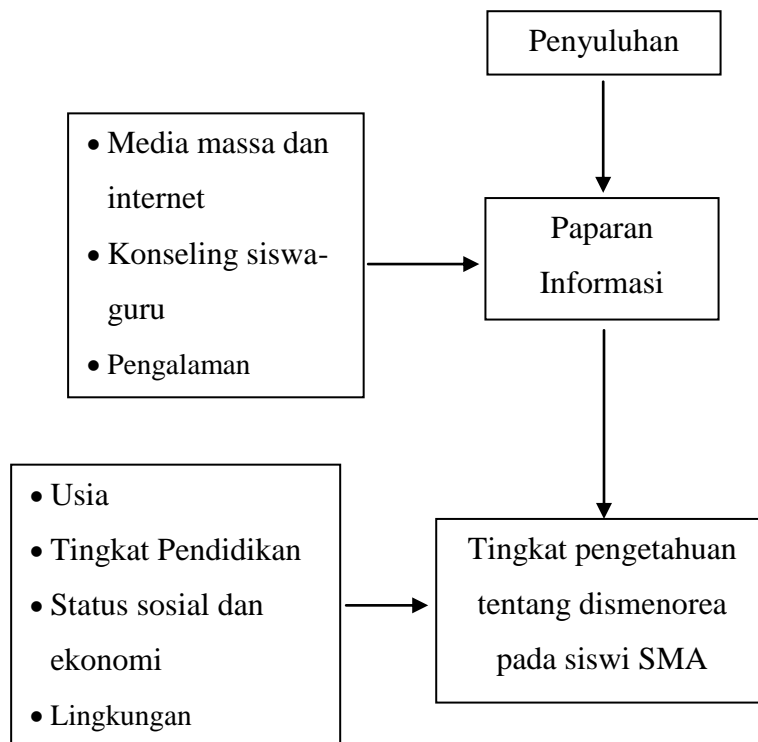 Penyuluhan
• Media massa dan
internet
• Konseling siswa-
guru
• Pengalaman
Paparan
Informasi
• Usia
• Tingkat Pendidikan
• Status sosial dan
ekonomi
• Lingkungan
Tingkat pengetahuan
tentang dismenorea
pada siswi SMA